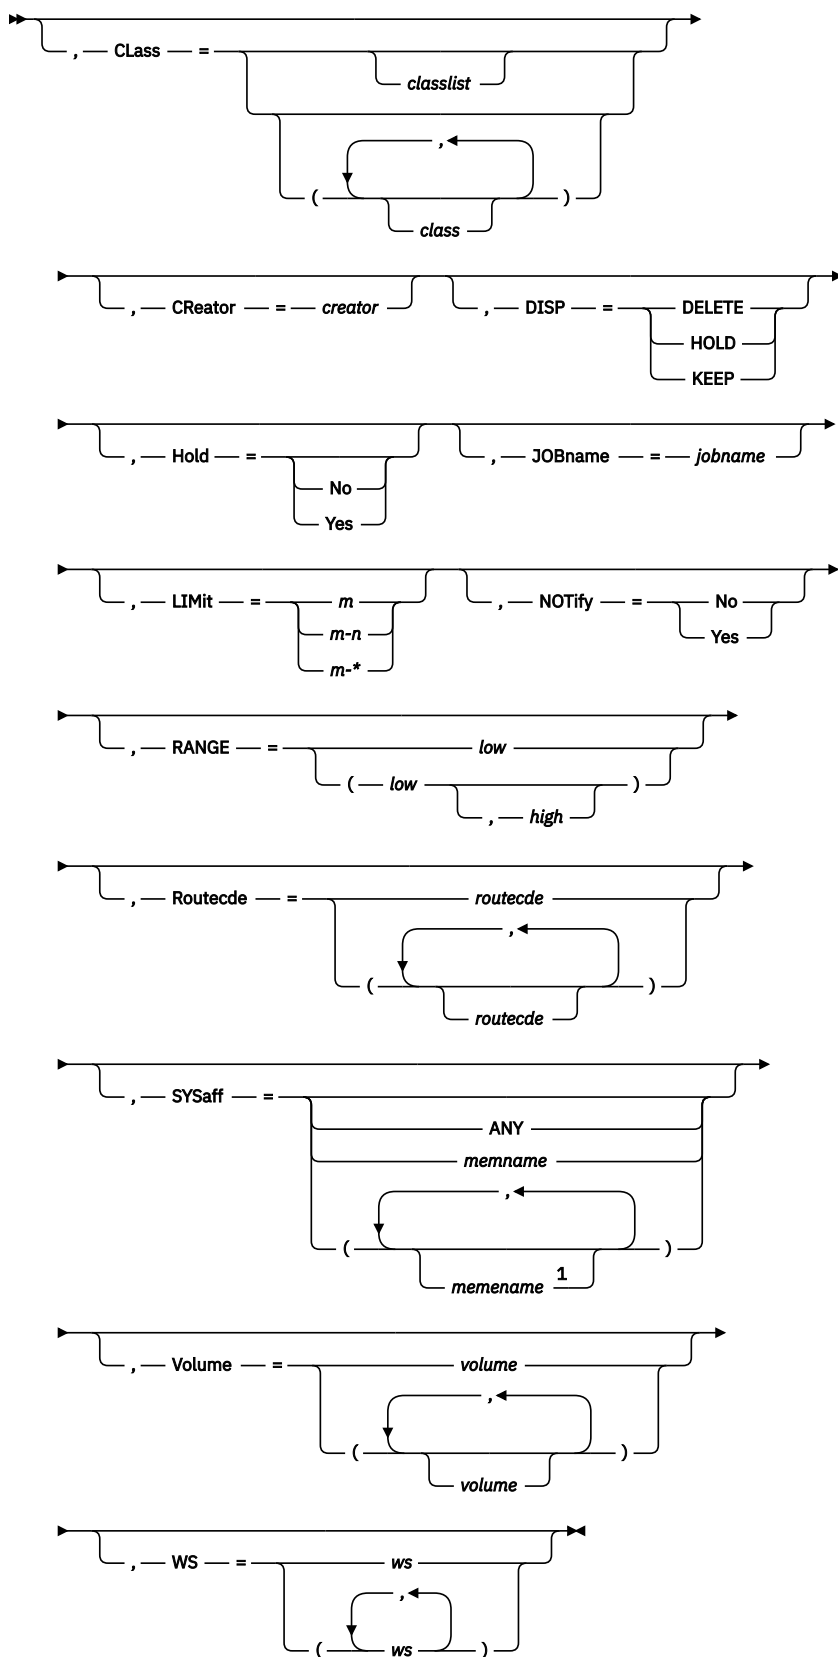 , CLass =
classlist
,
( )
class
, CReator = creator , DISP = DELETE
HOLD
KEEP
, Hold = , JOBname = jobname
No
Yes
, LIMit = m , NOTify = No
m-n Yes
m-*
, RANGE = low
( low )
, high
, Routecde = routecde
,
( )
routecde
, SYSaff =
ANY
memname
,
( )
memename 1
, Volume = volume
,
( )
volume
, WS = ws
,
( ws )